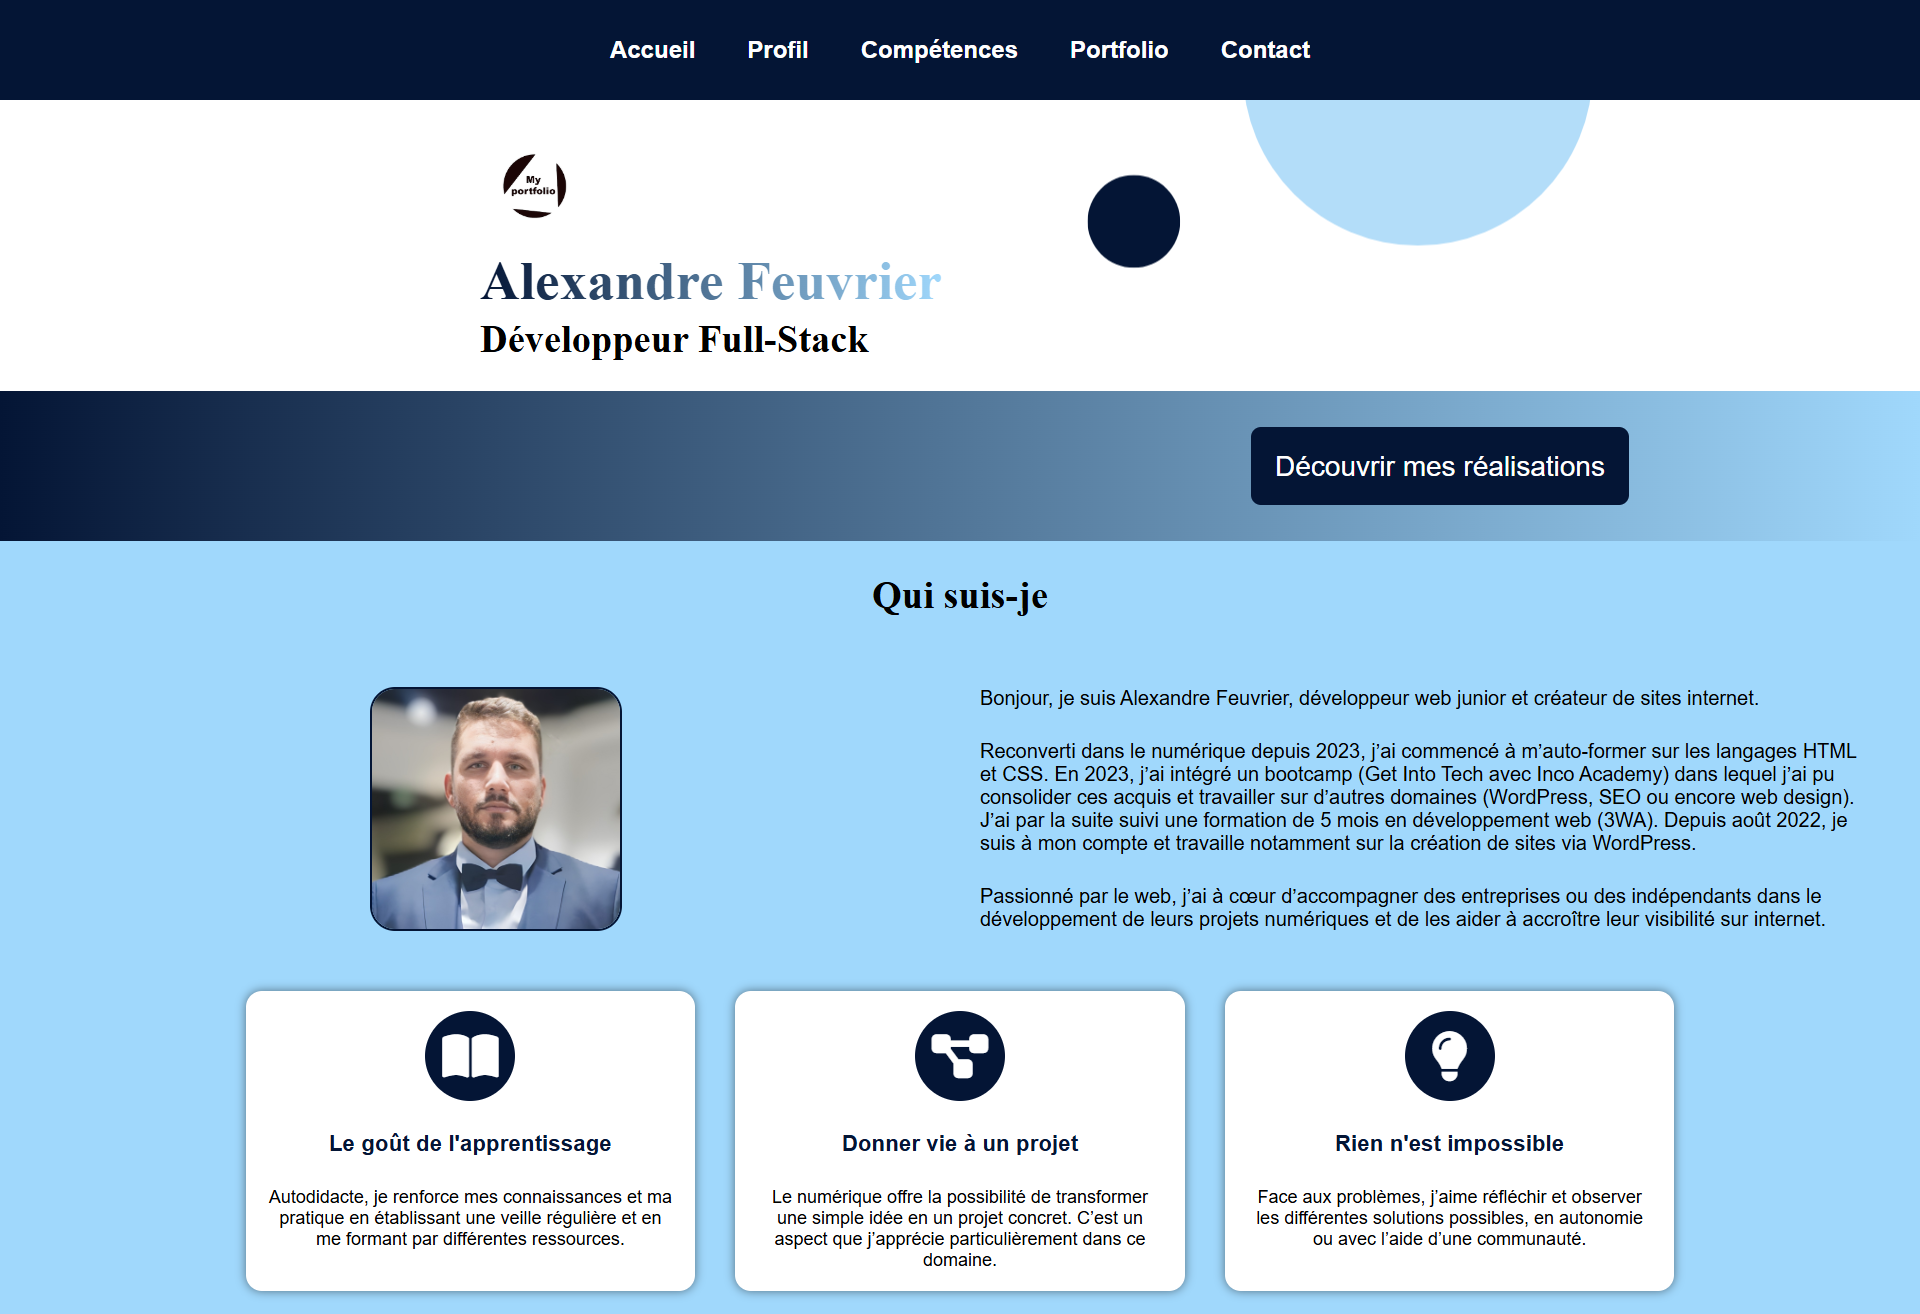 Accueil Profil Compétences Portfolio Contact
My
portfolio
Alexandre Feuvrier
Développeur Full-Stack
Découvrir mes réalisations
Qui suis-je
Bonjour, je suis Alexandre Feuvrier, développeur web junior et créateur de sites internet.
Reconverti dans le numérique depuis 2023, j’ai commencé à m’auto-former sur les langages HTML
et CSS. En 2023, j’ai intégré un bootcamp (Get Into Tech avec Inco Academy) dans lequel j’ai pu
consolider ces acquis et travailler sur d’autres domaines (WordPress, SEO ou encore web design).
J’ai par la suite suivi une formation de 5 mois en développement web (3WA). Depuis août 2022, je
suis à mon compte et travaille notamment sur la création de sites via WordPress.
Passionné par le web, j’ai à cœur d’accompagner des entreprises ou des indépendants dans le
développement de leurs projets numériques et de les aider à accroître leur visibilité sur internet.
Le goût de l'apprentissage
Autodidacte, je renforce mes connaissances et ma
pratique en établissant une veille régulière et en
me formant par différentes ressources.
Donner vie à un projet
Le numérique offre la possibilité de transformer
une simple idée en un projet concret. C’est un
aspect que j’apprécie particulièrement dans ce
domaine.
Rien n'est impossible
Face aux problèmes, j’aime réfléchir et observer
les différentes solutions possibles, en autonomie
ou avec l’aide d’une communauté.